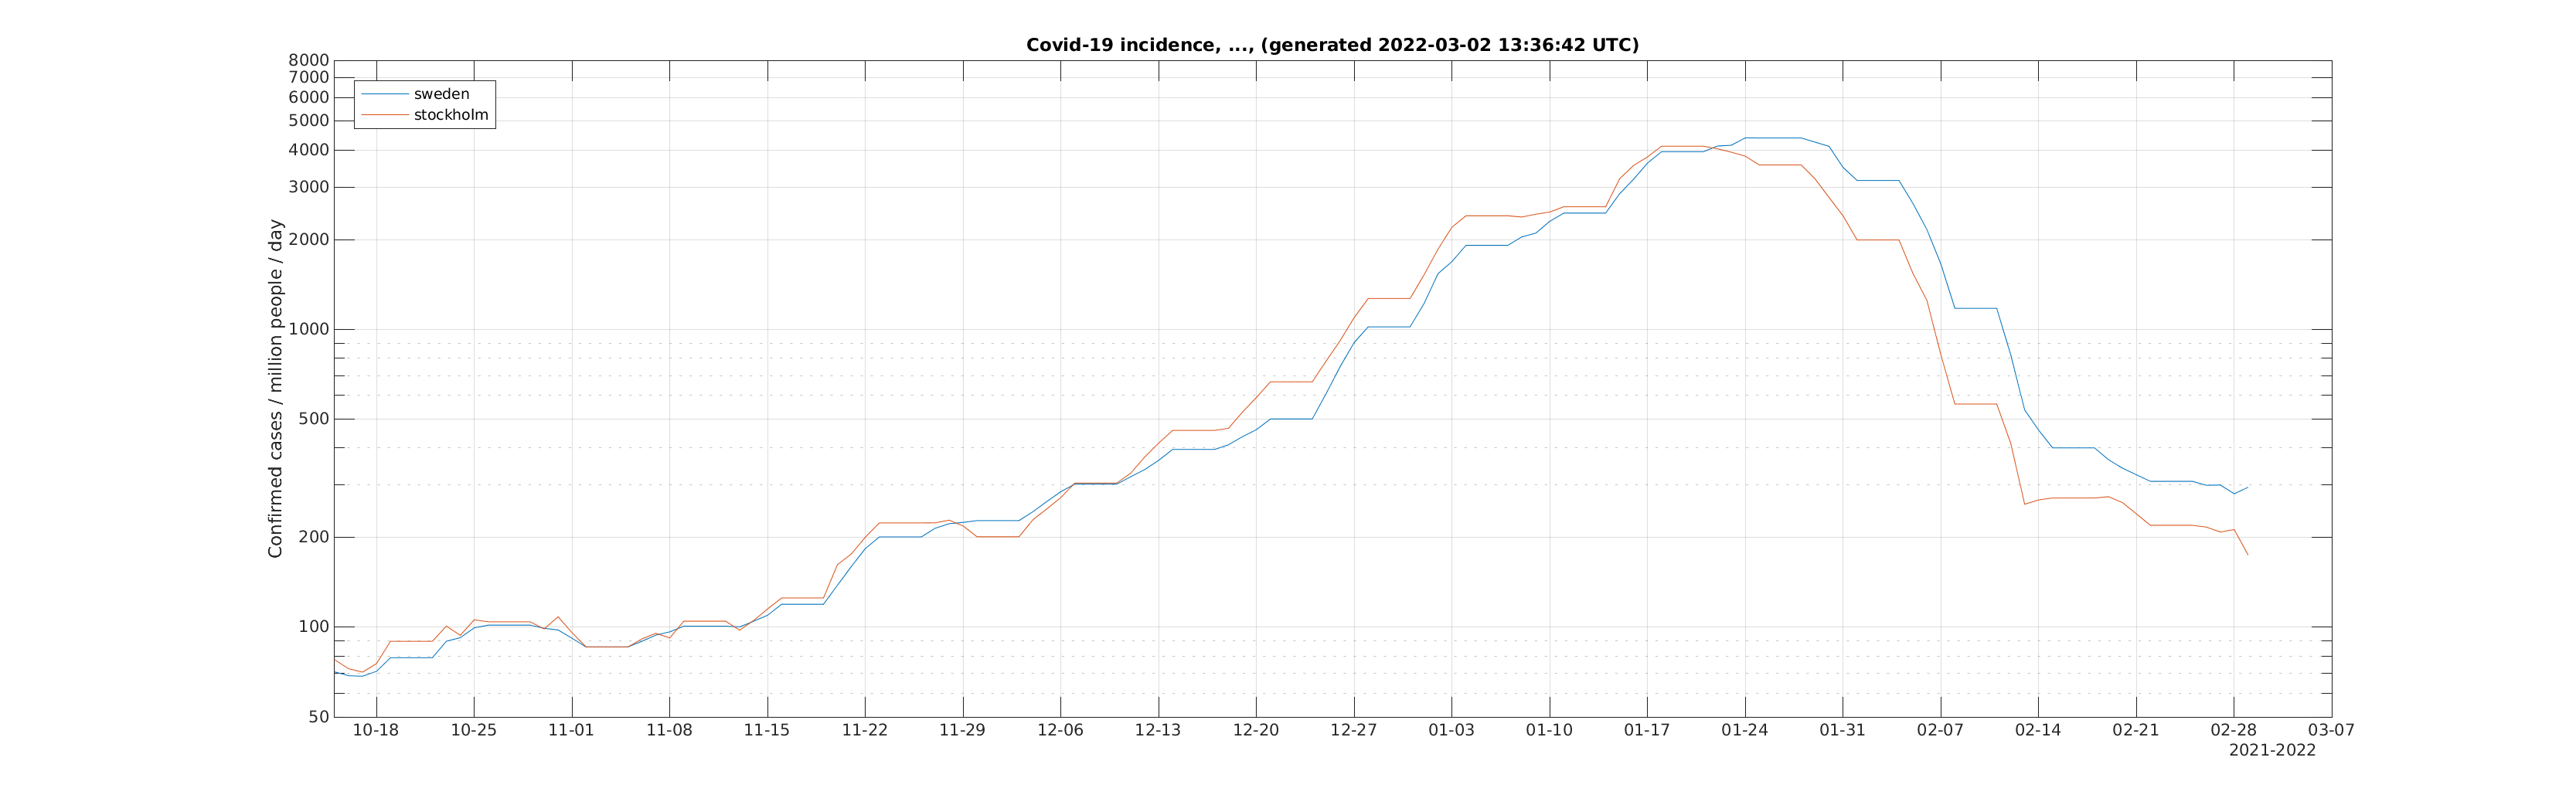 Covid-19 incidence, ..., (generated 2022-03-02 13:36:42 UTC)
8000
7000
6000
5000
4000
3000
2000
1000
500
200
100
50
Confirmed cases / million people / day
sweden
stockholm
10-18 10-25 11-01 11-08 11-15 11-22 11-29 12-06 12-13 12-20 12-27 01-03 01-10 01-17 01-24 01-31 02-07 02-14 02-21 02-28 03-07
2021-2022